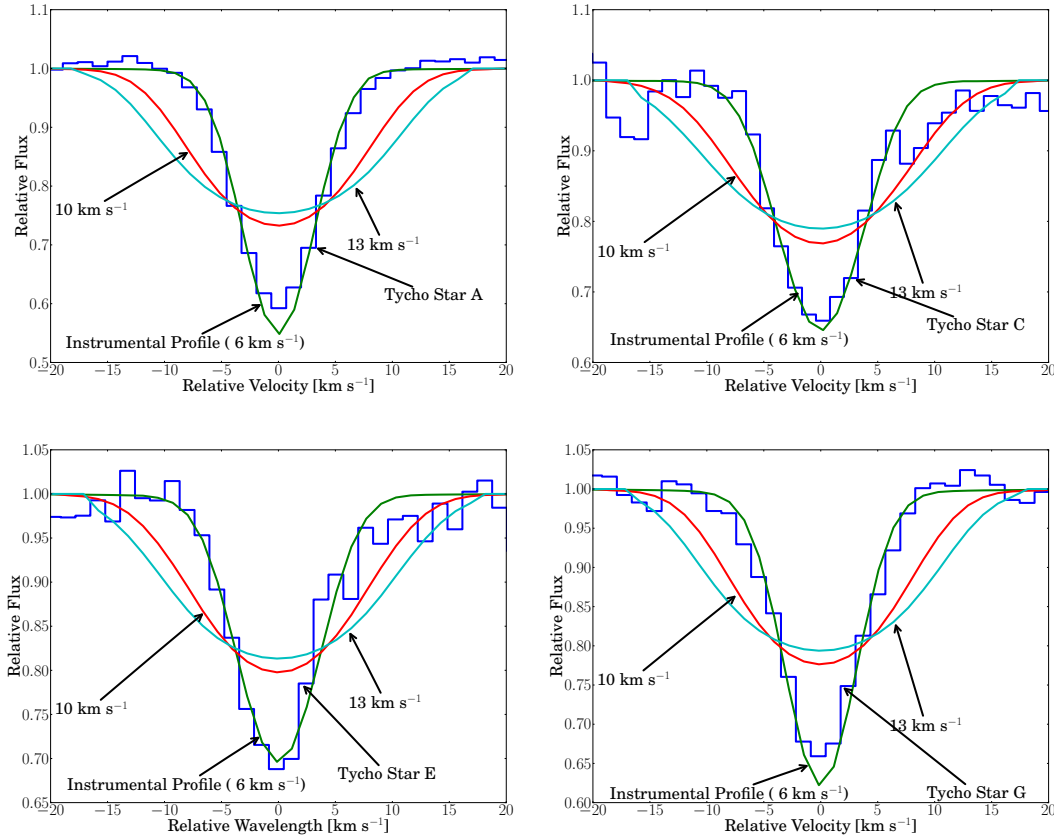 1.1
1.0
0.9
0.8
0.7
0.6
0.5
Relative Flux
10 km s⁻¹
13 km s⁻¹
Tycho Star A
Instrumental Profile ( 6 km s⁻¹)
−20 −15 −10 −5 0 5 10 15 20
Relative Velocity [km s⁻¹]
1.1
1.0
0.9
0.8
0.7
0.6
Relative Flux
10 km s⁻¹
13 km s⁻¹
Tycho Star C
Instrumental Profile ( 6 km s⁻¹)
−20 −15 −10 −5 0 5 10 15 20
Relative Velocity [km s⁻¹]
1.05
1.00
0.95
0.90
0.85
0.80
0.75
0.70
0.65
Relative Flux
10 km s⁻¹
13 km s⁻¹
Tycho Star E
Instrumental Profile ( 6 km s⁻¹)
−20 −15 −10 −5 0 5 10 15 20
Relative Wavelength [km s⁻¹]
1.05
1.00
0.95
0.90
0.85
0.80
0.75
0.70
0.65
0.60
Relative Flux
10 km s⁻¹
13 km s⁻¹
Instrumental Profile ( 6 km s⁻¹)
Tycho Star G
−20 −15 −10 −5 0 5 10 15 20
Relative Velocity [km s⁻¹]